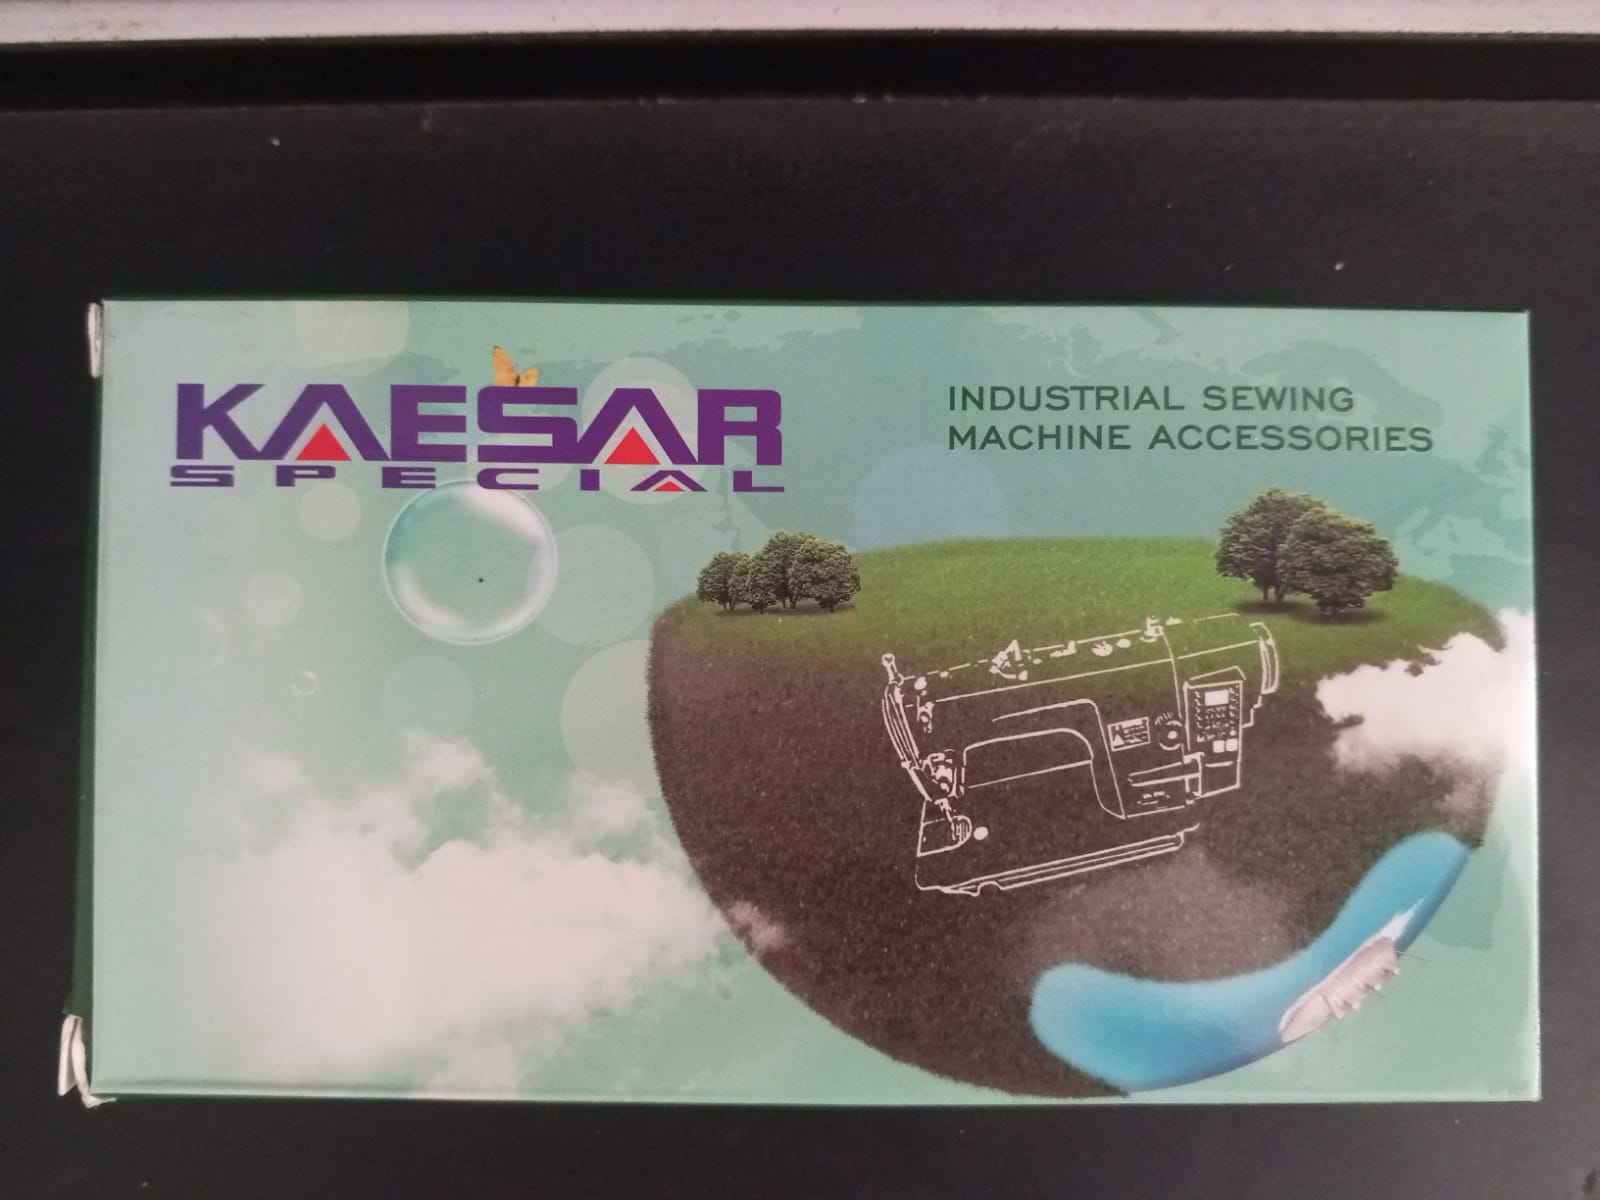 KAESAR
SPECIAL
INDUSTRIAL SEWING
MACHINE ACCESSORIES